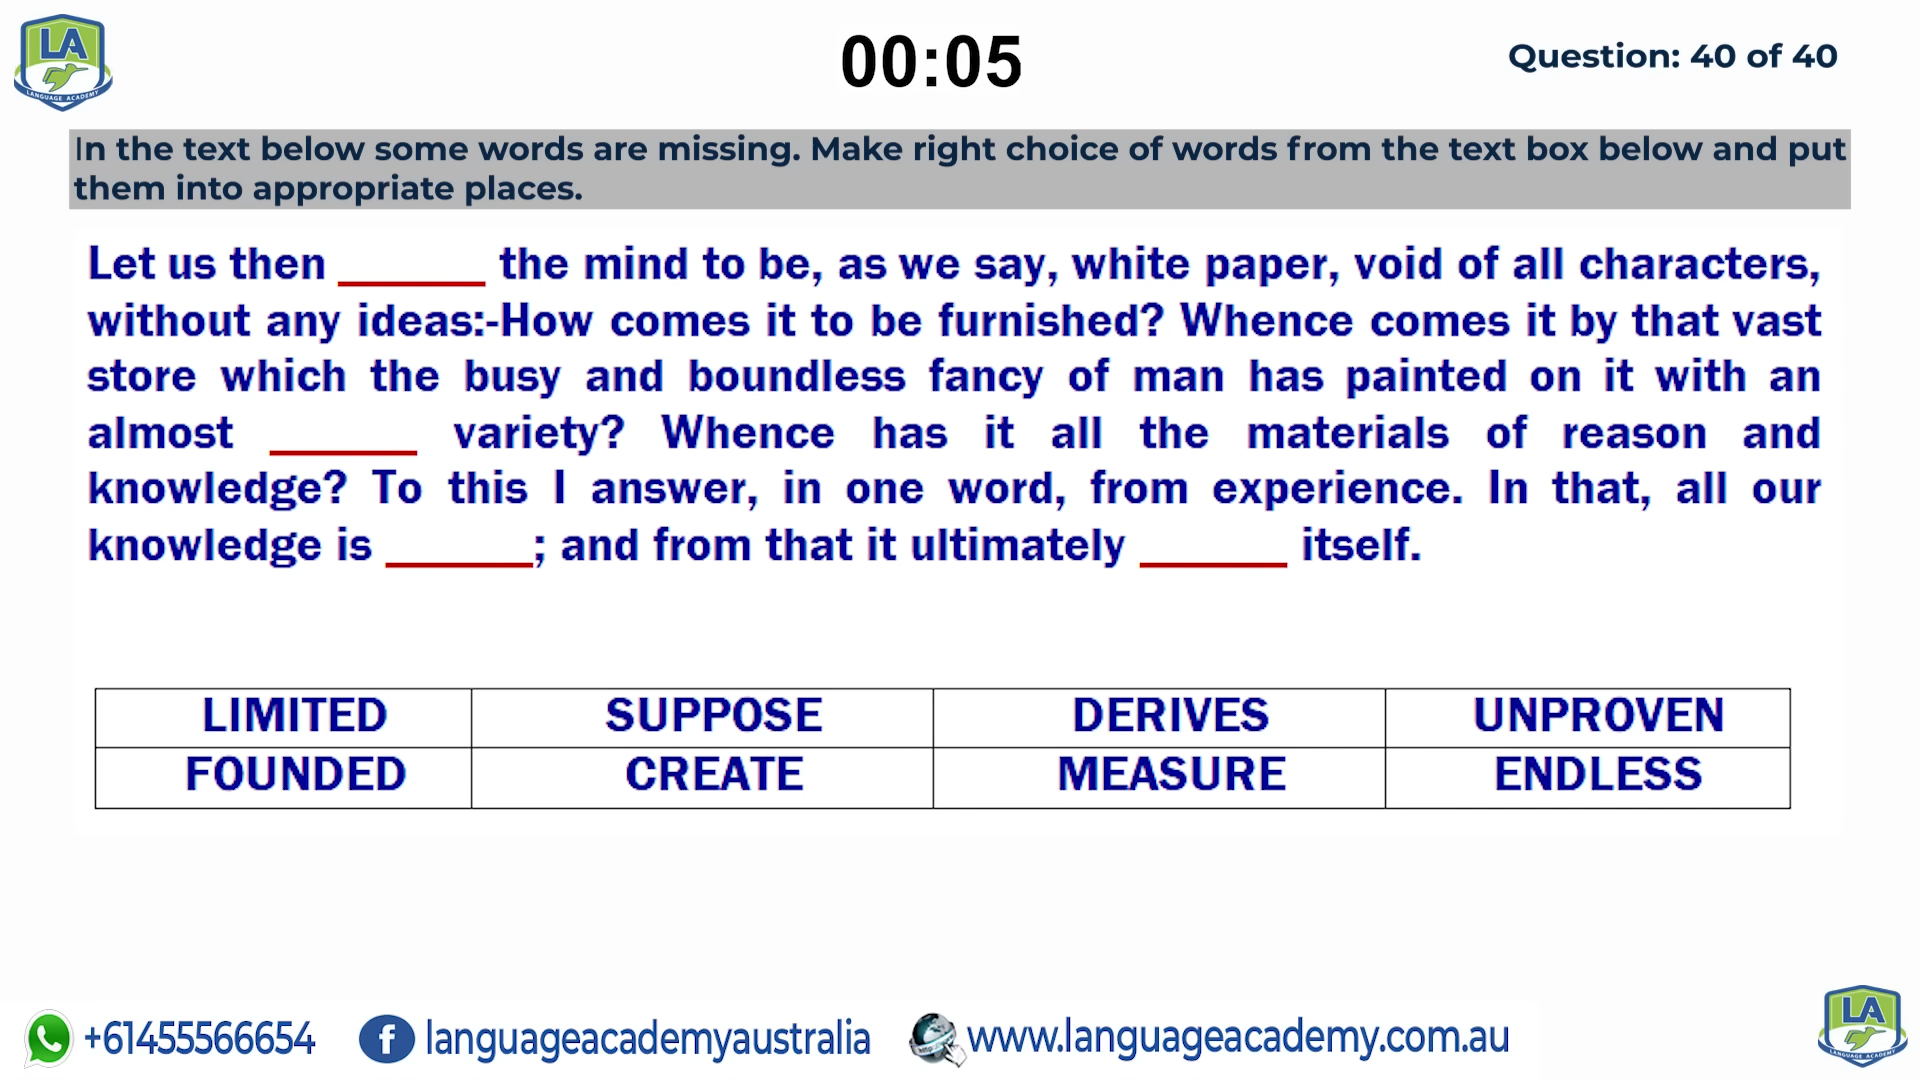 LA
LANGUAGE ACADEMY
00:05
Question: 40 of 40
In the text below some words are missing. Make right choice of words from the text box below and put
them into appropriate places.
Let us then ______ the mind to be, as we say, white paper, void of all characters,
without any ideas:-How comes it to be furnished? Whence comes it by that vast
store which the busy and boundless fancy of man has painted on it with an
almost ______ variety? Whence has it all the materials of reason and
knowledge? To this I answer, in one word, from experience. In that, all our
knowledge is ______; and from that it ultimately ______ itself.
LIMITED SUPPOSE DERIVES UNPROVEN
FOUNDED CREATE MEASURE ENDLESS
+61455566654 languageacademyaustralia www.languageacademy.com.au
LA
LANGUAGE ACADEMY